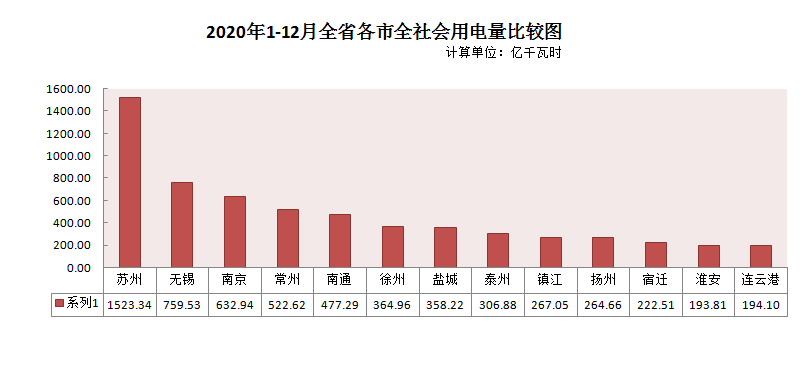 2020年1-12月全省各市全社会用电量比较图
计算单位：亿千瓦时
1600.00
1400.00
1200.00
1000.00
800.00
600.00
400.00
200.00
0.00
苏州 无锡 南京 常州 南通 徐州 盐城 泰州 镇江 扬州 宿迁 淮安 连云港
系列1 1523.34 759.53 632.94 522.62 477.29 364.96 358.22 306.88 267.05 264.66 222.51 193.81 194.10